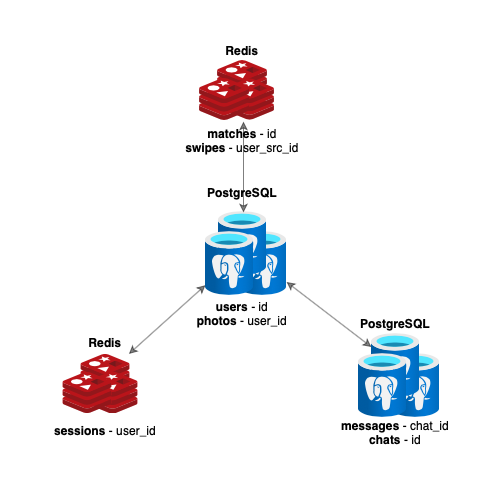 Redis
matches - id
swipes - user_src_id
PostgreSQL
users - id
photos - user_id
Redis
sessions - user_id
PostgreSQL
messages - chat_id
chats - id